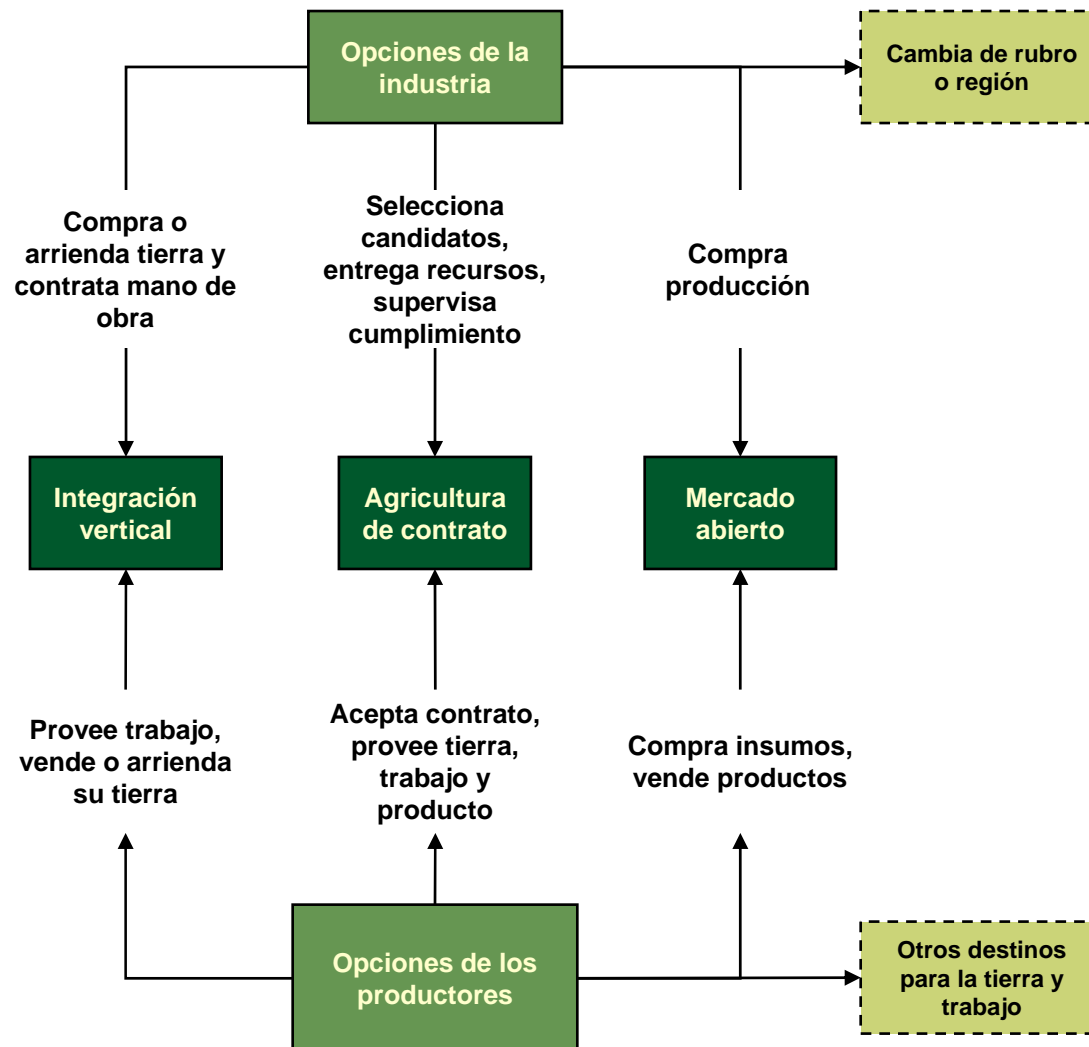 Opciones de la
industria
Cambia de rubro
o región
Compra o
arrienda tierra y
contrata mano de
obra
Selecciona
candidatos,
entrega recursos,
supervisa
cumplimiento
Compra
producción
Integración
vertical
Agricultura
de contrato
Mercado
abierto
Provee trabajo,
vende o arrienda
su tierra
Acepta contrato,
provee tierra,
trabajo y
producto
Compra insumos,
vende productos
Opciones de los
productores
Otros destinos
para la tierra y
trabajo